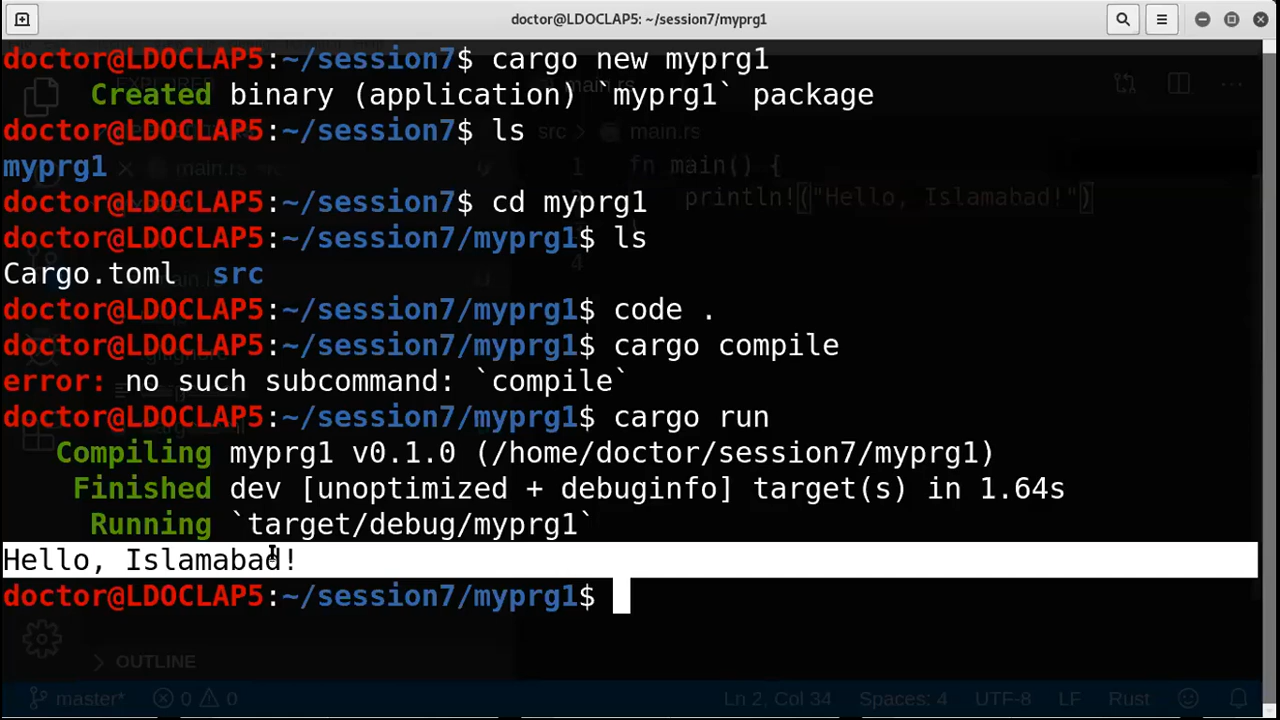 doctor@LDOCLAP5: ~/session7/myprg1
doctor@LDOCLAP5:~/session7$ cargo new myprg1
Created binary (application) `myprg1` package
doctor@LDOCLAP5:~/session7$ ls
myprg1
doctor@LDOCLAP5:~/session7$ cd myprg1
doctor@LDOCLAP5:~/session7/myprg1$ ls
Cargo.toml src
doctor@LDOCLAP5:~/session7/myprg1$ code .
doctor@LDOCLAP5:~/session7/myprg1$ cargo compile
error: no such subcommand: `compile`
doctor@LDOCLAP5:~/session7/myprg1$ cargo run
Compiling myprg1 v0.1.0 (/home/doctor/session7/myprg1)
Finished dev [unoptimized + debuginfo] target(s) in 1.64s
Running `target/debug/myprg1`
Hello, Islamabad!
doctor@LDOCLAP5:~/session7/myprg1$
main.rs
src > main.rs
main.rs
1 fn main() {
println!("Hello, Islamabad!")
4
OUTLINE
master* 0 0 Ln 2, Col 34 Spaces: 4 UTF-8 LF Rust